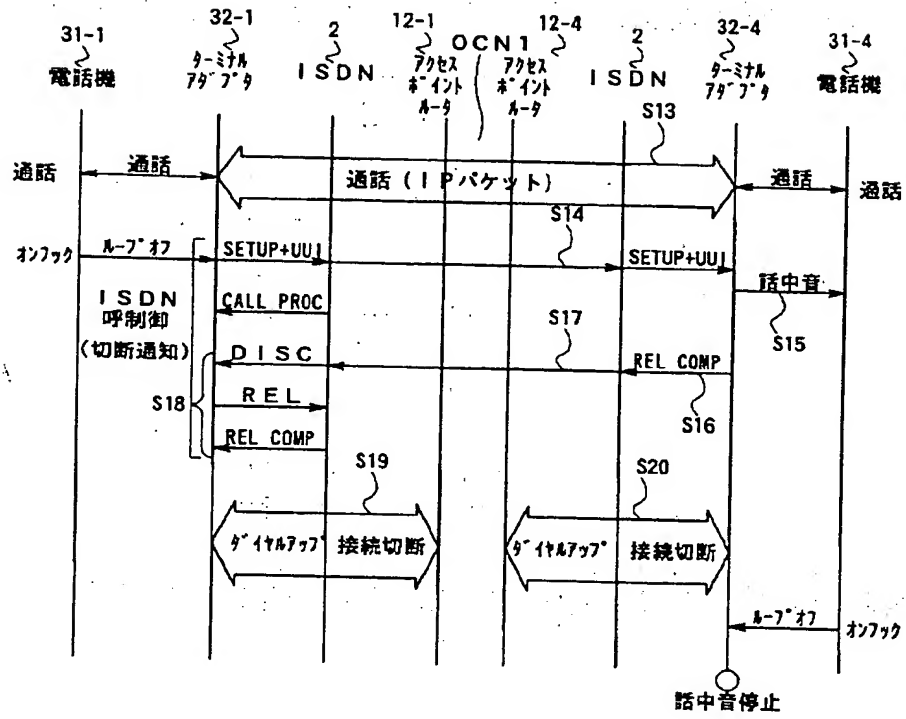 31-1
電話機
32-1
ターミナル
アダプタ
2
ISDN
12-1
アクセス
ポイント
ルータ
OCN1
12-4
アクセス
ポイント
ルータ
2
ISDN
32-4
ターミナル
アダプタ
31-4
電話機
S13
通話
通話
通話(IPパケット)
通話
通話
S14
オンフック
ループオフ
SETUP+UUI
SETUP+UUI
ISDN
呼制御
(切断通知)
CALL PROC
話中音
S15
S17
DISC
REL COMP
S16
S18
REL
REL COMP
S19
S20
ダイヤルアップ 接続切断
ダイヤルアップ 接続切断
ループオフ
オンフック
話中音停止